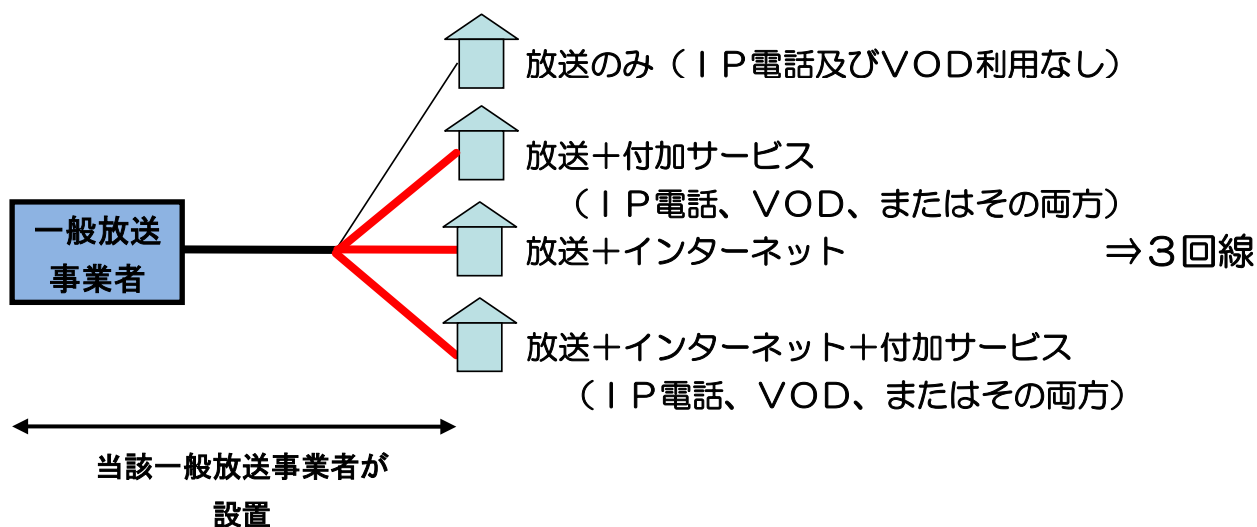 放送のみ（ＩＰ電話及びＶＯＤ利用なし）
放送＋付加サービス
（ＩＰ電話、ＶＯＤ、またはその両方）
一般放送
事業者
放送＋インターネット
⇒３回線
放送＋インターネット＋付加サービス
（ＩＰ電話、ＶＯＤ、またはその両方）
当該一般放送事業者が
設置